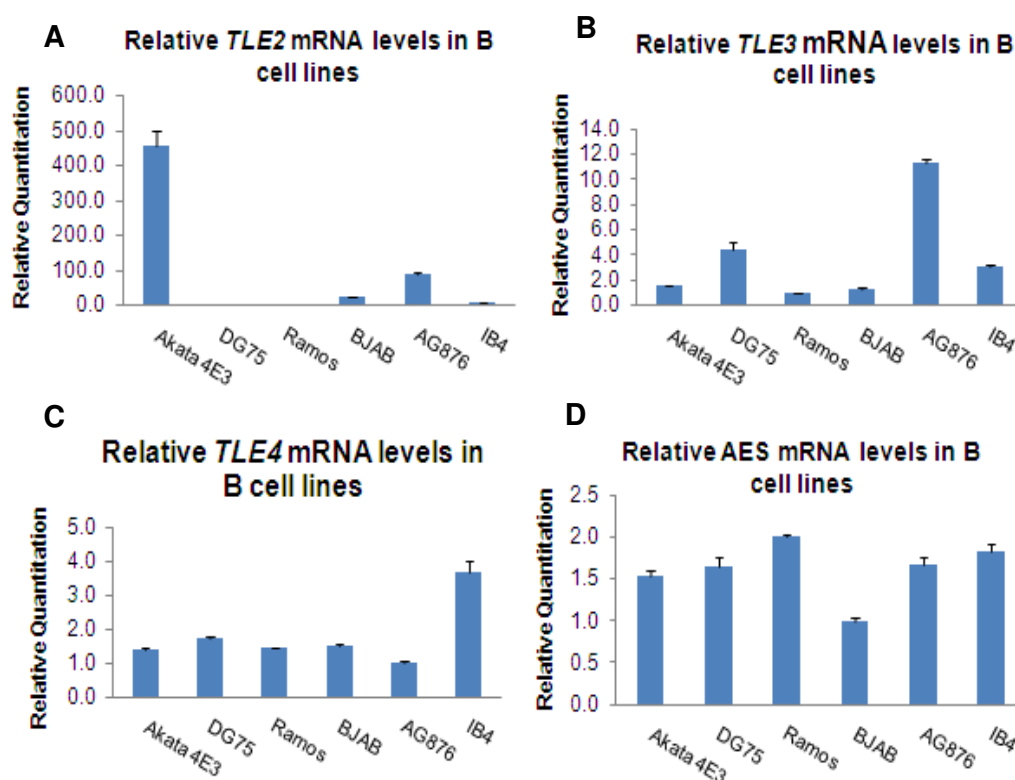 A
Relative TLE2 mRNA levels in B
cell lines
Relative Quantitation
600.0
500.0
400.0
300.0
200.0
100.0
0.0
Akata 4E3
DG75
Ramos
BJAB
AG876
IB4
B
Relative TLE3 mRNA levels in B
cell lines
Relative Quantitation
14.0
12.0
10.0
8.0
6.0
4.0
2.0
0.0
Akata 4E3
DG75
Ramos
BJAB
AG876
IB4
C
Relative TLE4 mRNA levels in
B cell lines
Relative Quantitation
5.0
4.0
3.0
2.0
1.0
0.0
Akata 4E3
DG75
Ramos
BJAB
AG876
IB4
D
Relative AES mRNA levels in B
cell lines
Relative Quantitation
2.5
2.0
1.5
1.0
0.5
0.0
Akata 4E3
DG75
Ramos
BJAB
AG876
IB4